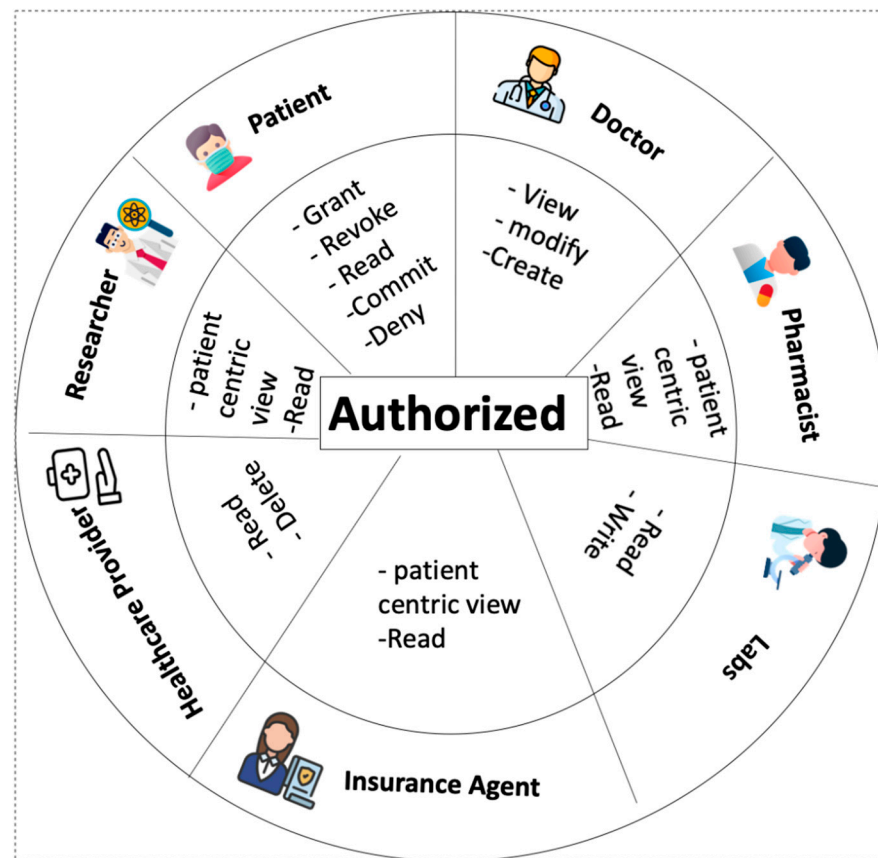 Patient
- Grant
- Revoke
- Read
-Commit
-Deny
Doctor
- View
- modify
-Create
Pharmacist
- patient
centric
view
-Read
Labs
- Read
- Write
Insurance Agent
- patient
centric view
-Read
Healthcare Provider
- Read
- Delete
Researcher
- patient
centric
view
-Read
Authorized